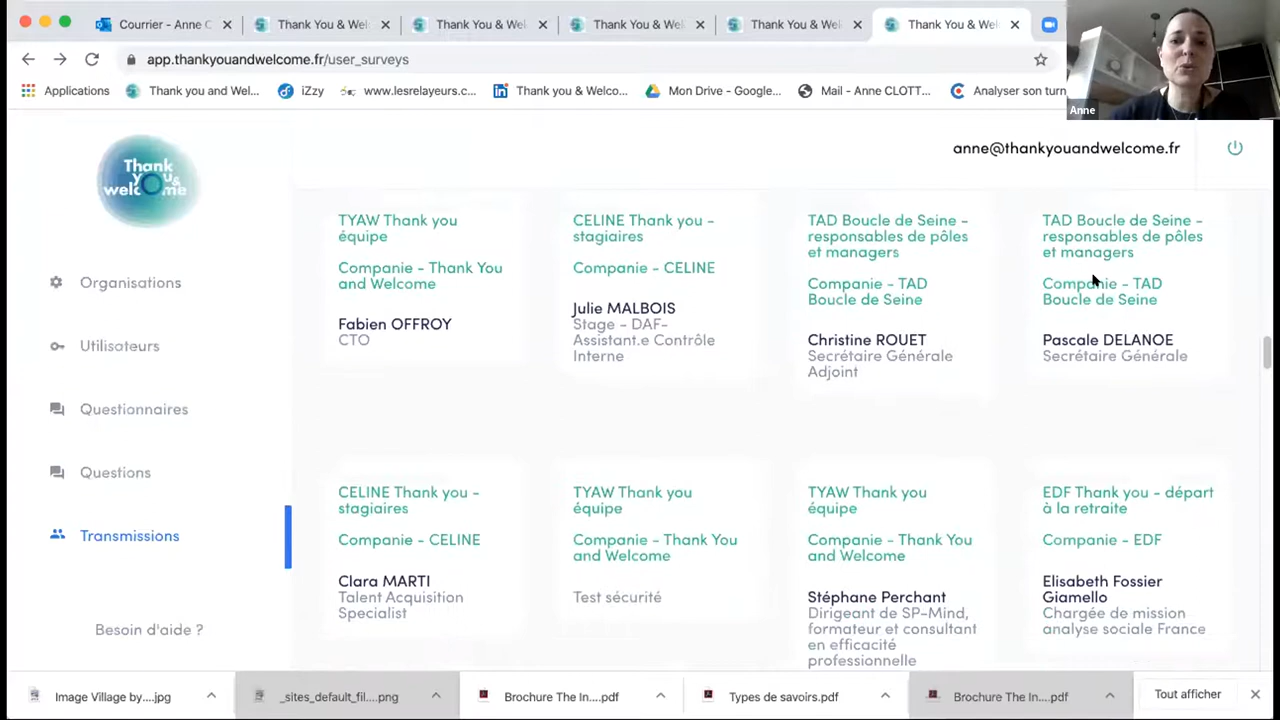 Courrier - Anne C
Thank You & Wel
Thank You & Wel
Thank You & Wel
Thank You & Wel
Thank You & Wel
app.thankyouandwelcome.fr/user_surveys
Applications
Thank you and Wel...
iZzy
www.lesrelayeurs.c...
Thank you & Welco...
Mon Drive - Google...
Mail - Anne CLOTT...
Analyser son turn
Anne
Thank
you &
welcome
anne@thankyouandwelcome.fr
Organisations
Utilisateurs
Questionnaires
Questions
Transmissions
Besoin d'aide ?
TYAW Thank you
équipe
Companie - Thank You
and Welcome
Fabien OFFROY
CTO
CELINE Thank you -
stagiaires
Companie - CELINE
Julie MALBOIS
Stage - DAF-
Assistant.e Contrôle
Interne
TAD Boucle de Seine -
responsables de pôles
et managers
Companie - TAD
Boucle de Seine
Christine ROUET
Secrétaire Générale
Adjoint
TAD Boucle de Seine -
responsables de pôles
et managers
Companie - TAD
Boucle de Seine
Pascale DELANOE
Secrétaire Générale
CELINE Thank you -
stagiaires
Companie - CELINE
Clara MARTI
Talent Acquisition
Specialist
TYAW Thank you
équipe
Companie - Thank You
and Welcome
Test sécurité
TYAW Thank you
équipe
Companie - Thank You
and Welcome
Stéphane Perchant
Dirigeant de SP-Mind,
formateur et consultant
en efficacité
professionnelle
EDF Thank you - départ
à la retraite
Companie - EDF
Elisabeth Fossier
Giamello
Chargée de mission
analyse sociale France
Image Village by....jpg
_sites_default_fil....png
Brochure The In....pdf
Types de savoirs.pdf
Brochure The In....pdf
Tout afficher